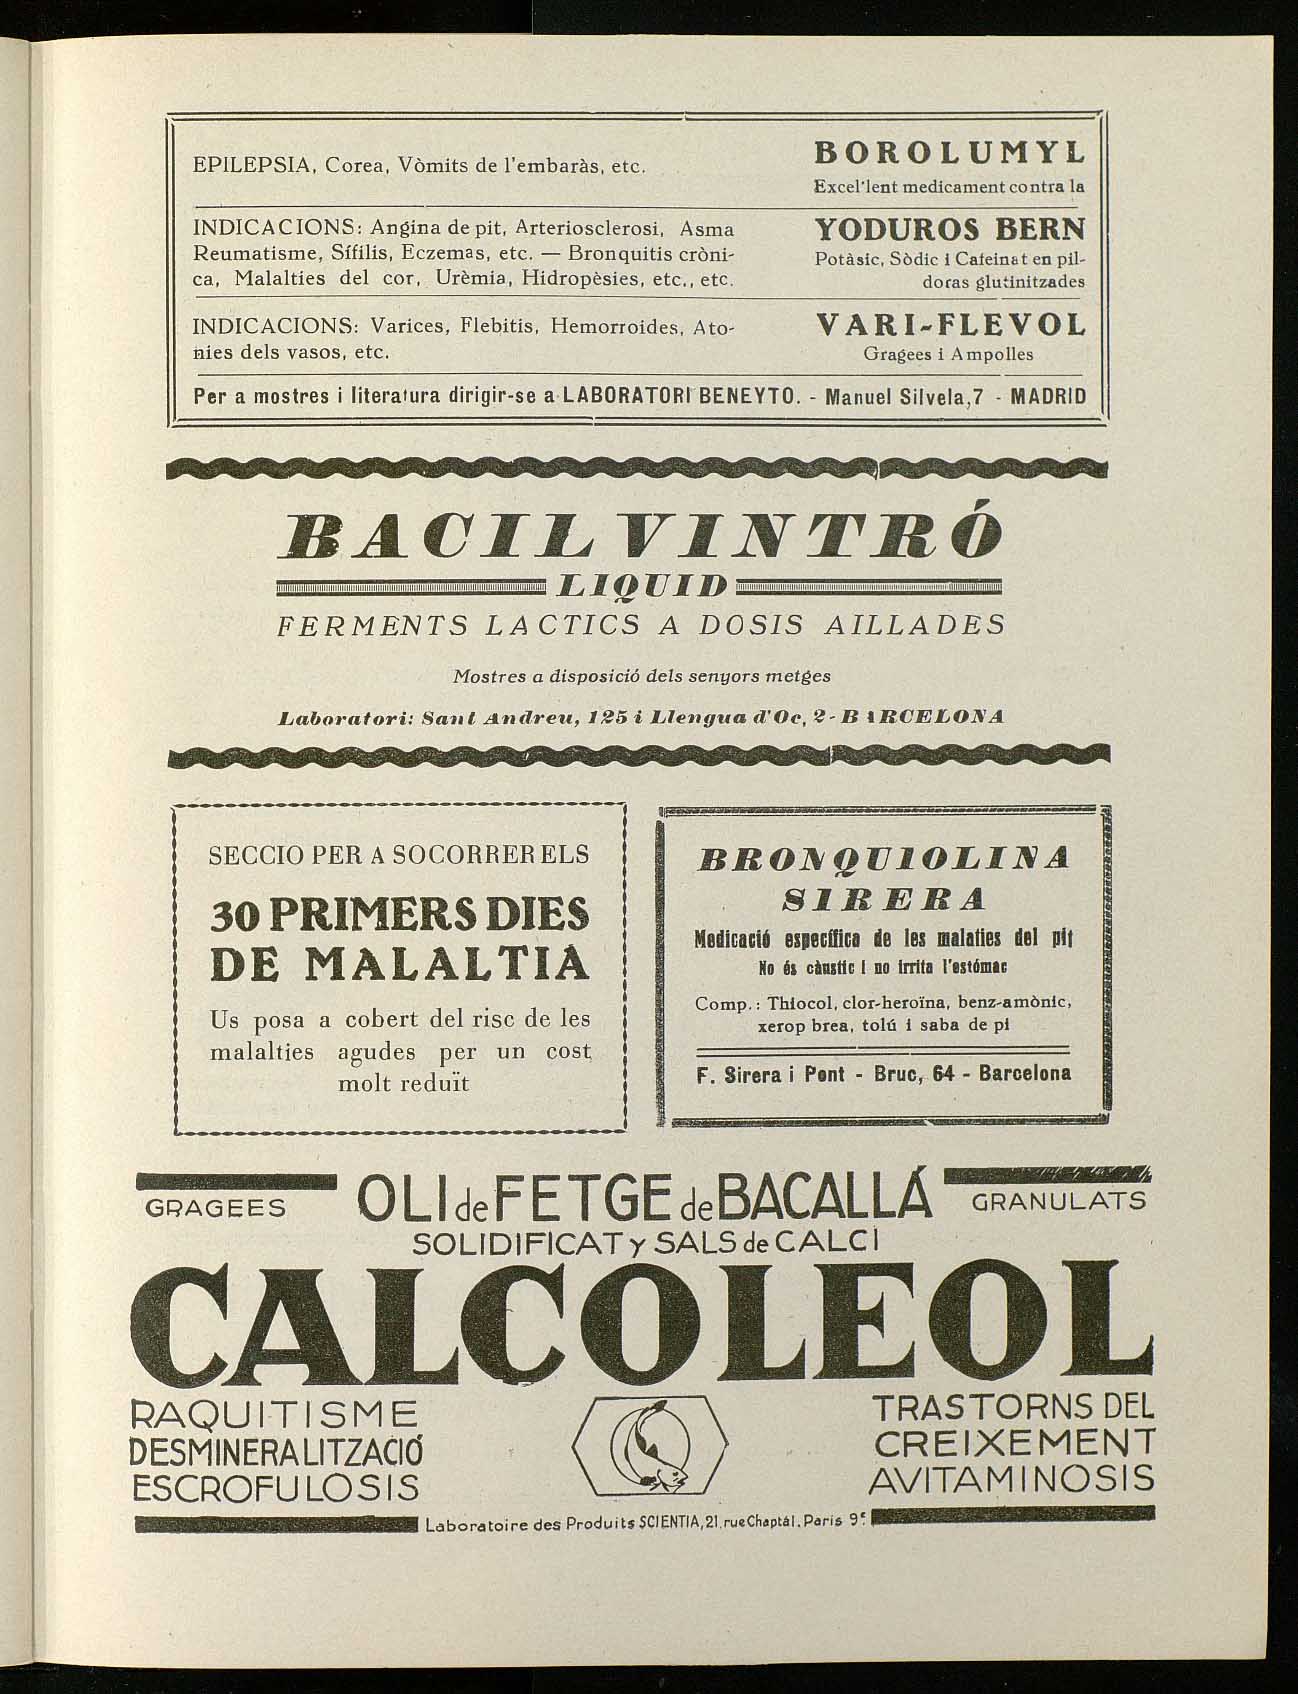 EPILEPSIA, Corea, Vòmits de l'embaràs, etc.
BOROLUMYL
Excel'lent medicament contra la
INDICACIONS: Angina de pit, Arteriosclerosi, Asma
Reumatisme, Sífilis, Eczemas, etc. — Bronquitis cròni-
ca, Malalties del cor, Urèmia, Hidropèsies, etc., etc.
YODUROS BERN
Potàsic, Sòdic i Cafeinat en pil-
doras glutinitzades
INDICACIONS: Varices, Flebitis, Hemorroides, Ato-
nies dels vasos, etc.
VARI-FLEVOL
Gragees i Ampolles
Per a mostres i literatura dirigir-se a LABORATORI BENEYTO. - Manuel Silvela, 7 - MADRID
BACILVINTRÓ
LIQUID
FERMENTS LACTICS A DOSIS AILLADES
Mostres a disposició dels senyors metges
Laboratori: Sant Andreu, 125 i Llengua d'Oc, 2 - BARCELONA
SECCIO PER A SOCORRER ELS
30 PRIMERS DIES
DE MALALTIA
Us posa a cobert del risc de les
malalties agudes per un cost
molt reduït
BRONQUIOLINA
SIRERA
Medicació específica de les malaties del pit
No és càustic i no irrita l'estómac
Comp.: Thiocol, clor-heroïna, benz-amònic,
xerop brea, tolú i saba de pi
F. Sirera i Pont - Bruc, 64 - Barcelona
GRAGEES
OLI de FETGE de BACALLÁ
GRANULATS
SOLIDIFICAT y SALS de CALCI
CALCOLEOL
RAQUITISME
DESMINERALITZACIÓ
ESCROFULOSIS
TRASTORNS DEL
CREIXEMENT
AVITAMINOSIS
Laboratoire des Produits SCIENTIA, 21, rue Chaptál, Paris 9e